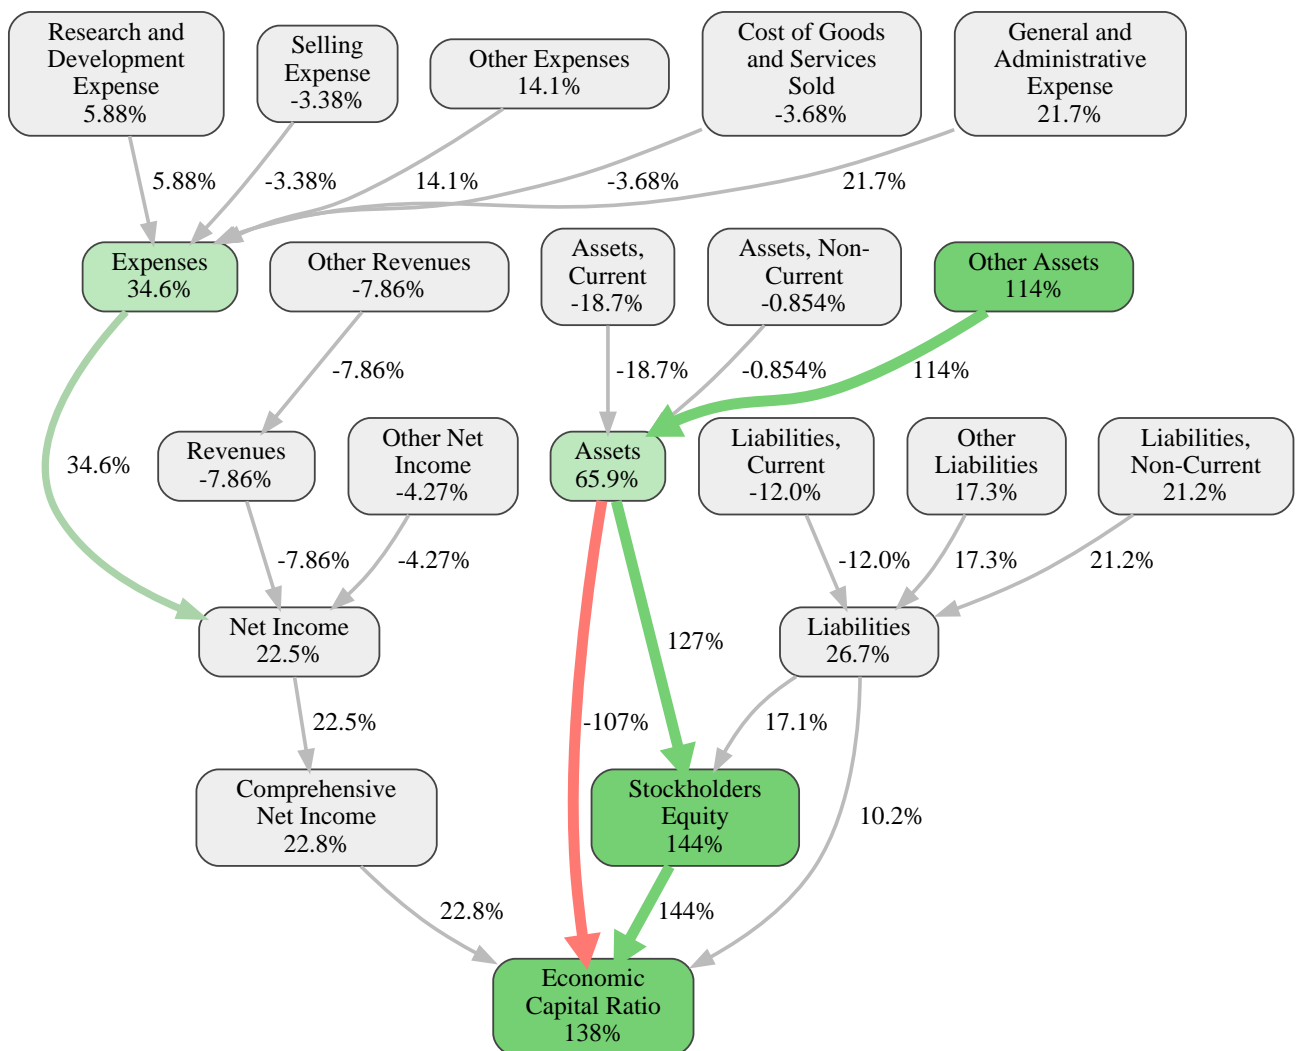 Research and
Development
Expense
5.88%
Selling
Expense
-3.38%
Other Expenses
14.1%
Cost of Goods
and Services
Sold
-3.68%
General and
Administrative
Expense
21.7%
5.88%
-3.38%
14.1%
-3.68%
21.7%
Expenses
34.6%
Other Revenues
-7.86%
Assets,
Current
-18.7%
Assets, Non-
Current
-0.854%
Other Assets
114%
-7.86%
-18.7%
-0.854%
114%
34.6%
Revenues
-7.86%
Other Net
Income
-4.27%
Assets
65.9%
Liabilities,
Current
-12.0%
Other
Liabilities
17.3%
Liabilities,
Non-Current
21.2%
-7.86%
-4.27%
-12.0%
17.3%
21.2%
Net Income
22.5%
127%
Liabilities
26.7%
22.5%
-107%
17.1%
Comprehensive
Net Income
22.8%
Stockholders
Equity
144%
10.2%
22.8%
144%
Economic
Capital Ratio
138%